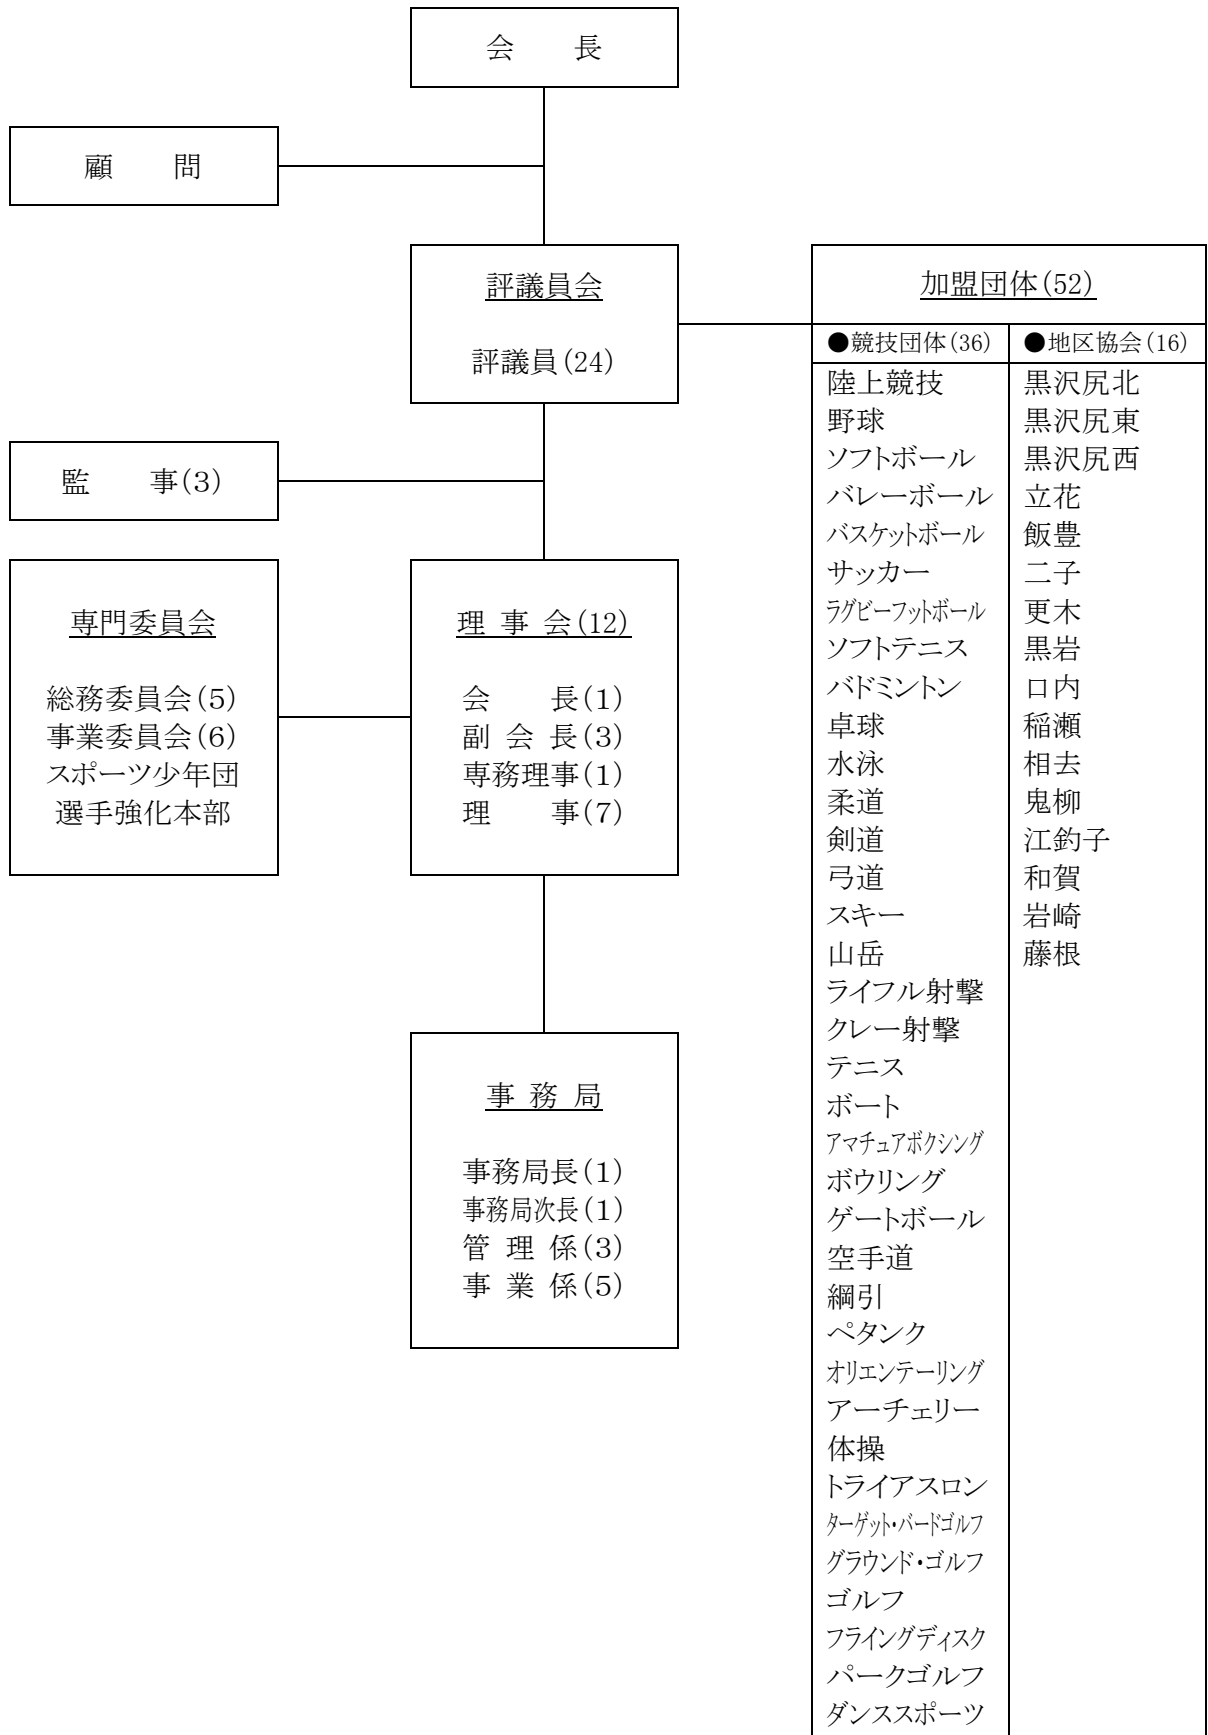 会　　長
顧　　問
評議員会
評議員(24)
監　　事(3)
専門委員会
総務委員会(5)
事業委員会(6)
スポーツ少年団
選手強化本部
理 事 会(12)
会　　長(1)
副 会 長(3)
専務理事(1)
理　　事(7)
事 務 局
事務局長(1)
事務局次長(1)
管 理 係(3)
事 業 係(5)
加盟団体(52)
●競技団体(36)
陸上競技
野球
ソフトボール
バレーボール
バスケットボール
サッカー
ラグビーフットボール
ソフトテニス
バドミントン
卓球
水泳
柔道
剣道
弓道
スキー
山岳
ライフル射撃
クレー射撃
テニス
ボート
アマチュアボクシング
ボウリング
ゲートボール
空手道
綱引
ペタンク
オリエンテーリング
アーチェリー
体操
トライアスロン
ターゲット・バードゴルフ
グラウンド・ゴルフ
ゴルフ
フライングディスク
パークゴルフ
ダンススポーツ
●地区協会(16)
黒沢尻北
黒沢尻東
黒沢尻西
立花
飯豊
二子
更木
黒岩
口内
稲瀬
相去
鬼柳
江釣子
和賀
岩崎
藤根